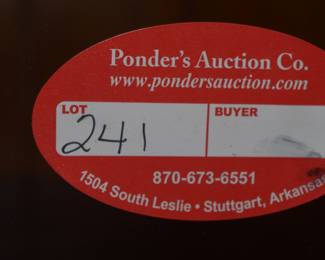 Ponder's Auction Co.
www.pondersauction.com
LOT BUYER
241
870-673-6551
1504 South Leslie • Stuttgart, Arkansas